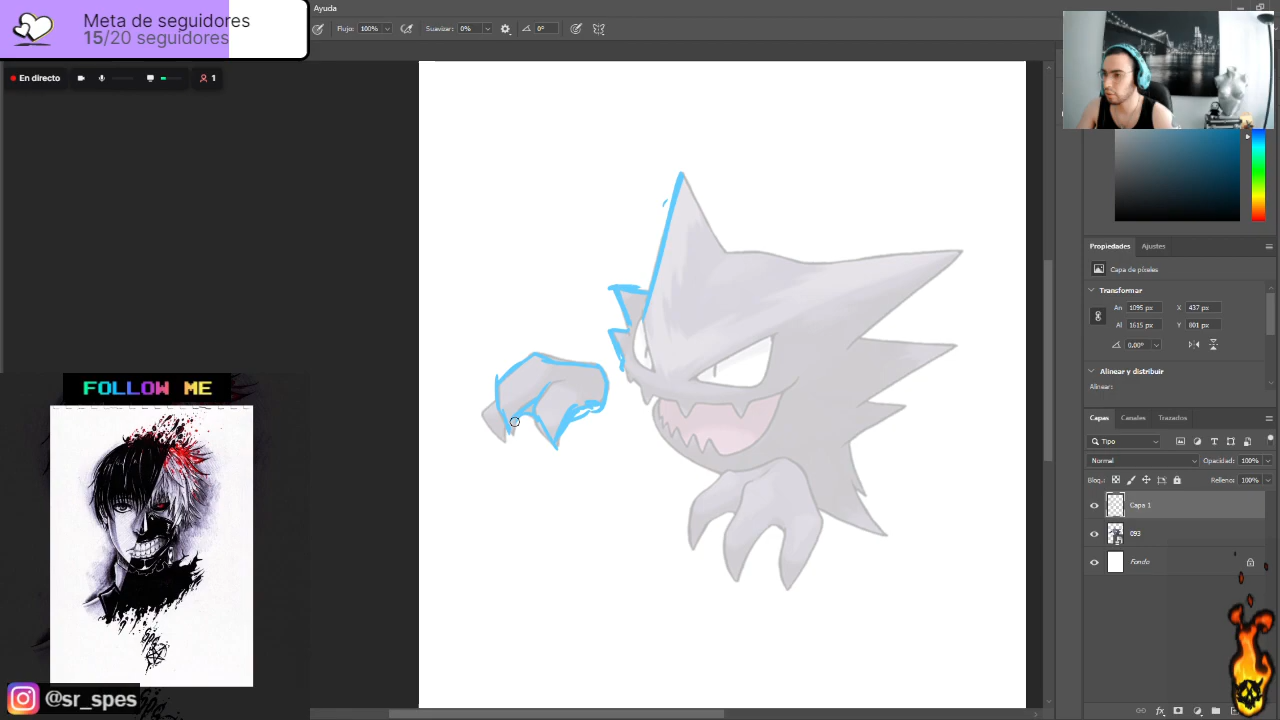 Meta de seguidores
15/20 seguidores
Ayuda
Flujo: 100%
Suavizar: 0%
0°
En directo
1
Propiedades
Ajustes
Capa de píxeles
Transformar
An 1095 px
X 437 px
Al 1615 px
Y 801 px
0,00°
Alinear y distribuir
Alinear:
Capas
Canales
Trazados
Tipo
Normal
Opacidad: 100%
Bloq.:
Relleno: 100%
Capa 1
093
Fondo
FOLLOW ME
@sr_spes